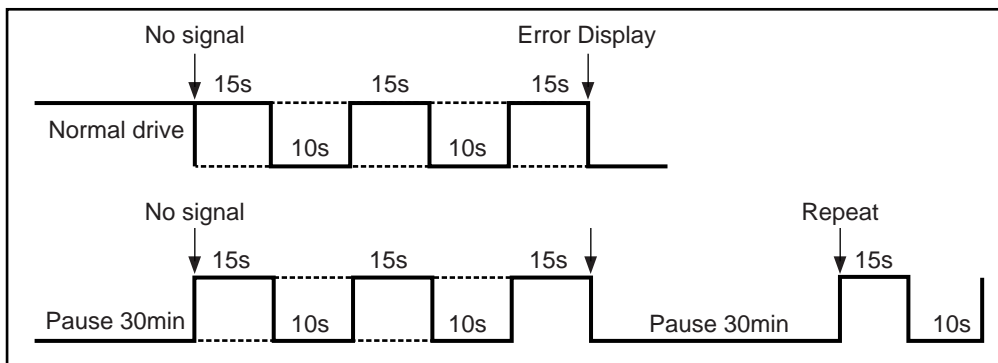 No signal Error Display
15s 15s 15s
Normal drive
10s 10s
No signal Repeat
15s 15s 15s 15s
Pause 30min 10s 10s Pause 30min 10s